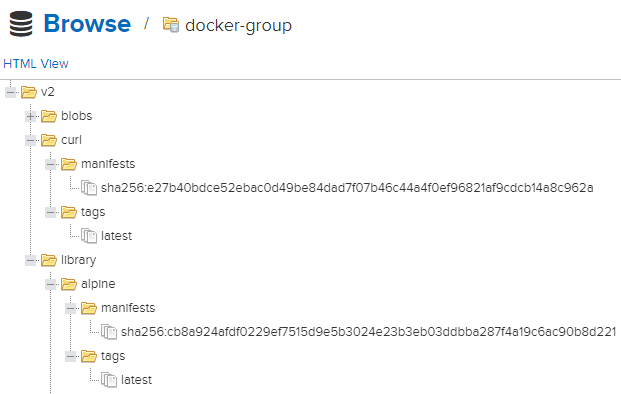 Browse / docker-group
HTML View
v2
blobs
curl
manifests
sha256:e27b40bdce52ebac0d49be84dad7f07b46c44a4f0ef96821af9cdcb14a8c962a
tags
latest
library
alpine
manifests
sha256:cb8a924afdf0229ef7515d9e5b3024e23b3eb03ddbba287f4a19c6ac90b8d221
tags
latest